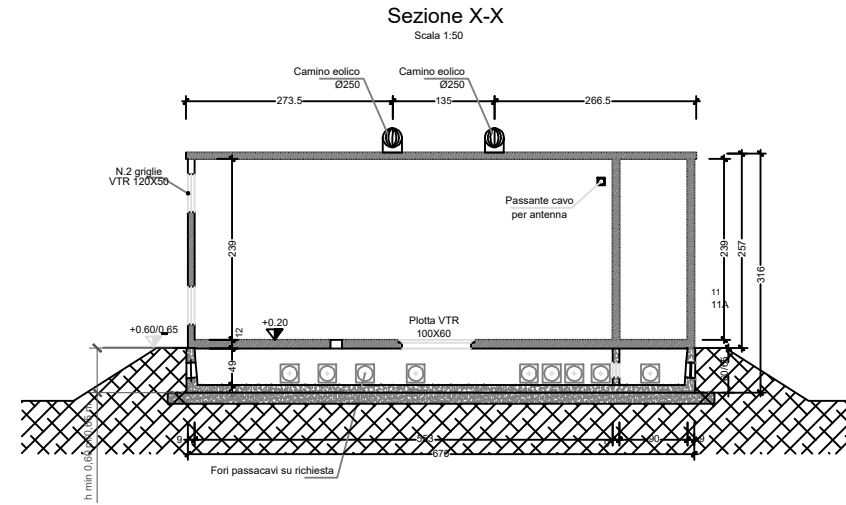 Sezione X-X
Scala 1:50
Camino eolico
Ø250
Camino eolico
Ø250
273.5
135
266.5
N.2 griglie
VTR 120X50
Passante cavo
per antenna
239
239
257
316
11
11A
+0.60/0.65
+0.20
12
Plotta VTR
100X60
49
9
553
90
9
670
Fori passacavi su richiesta